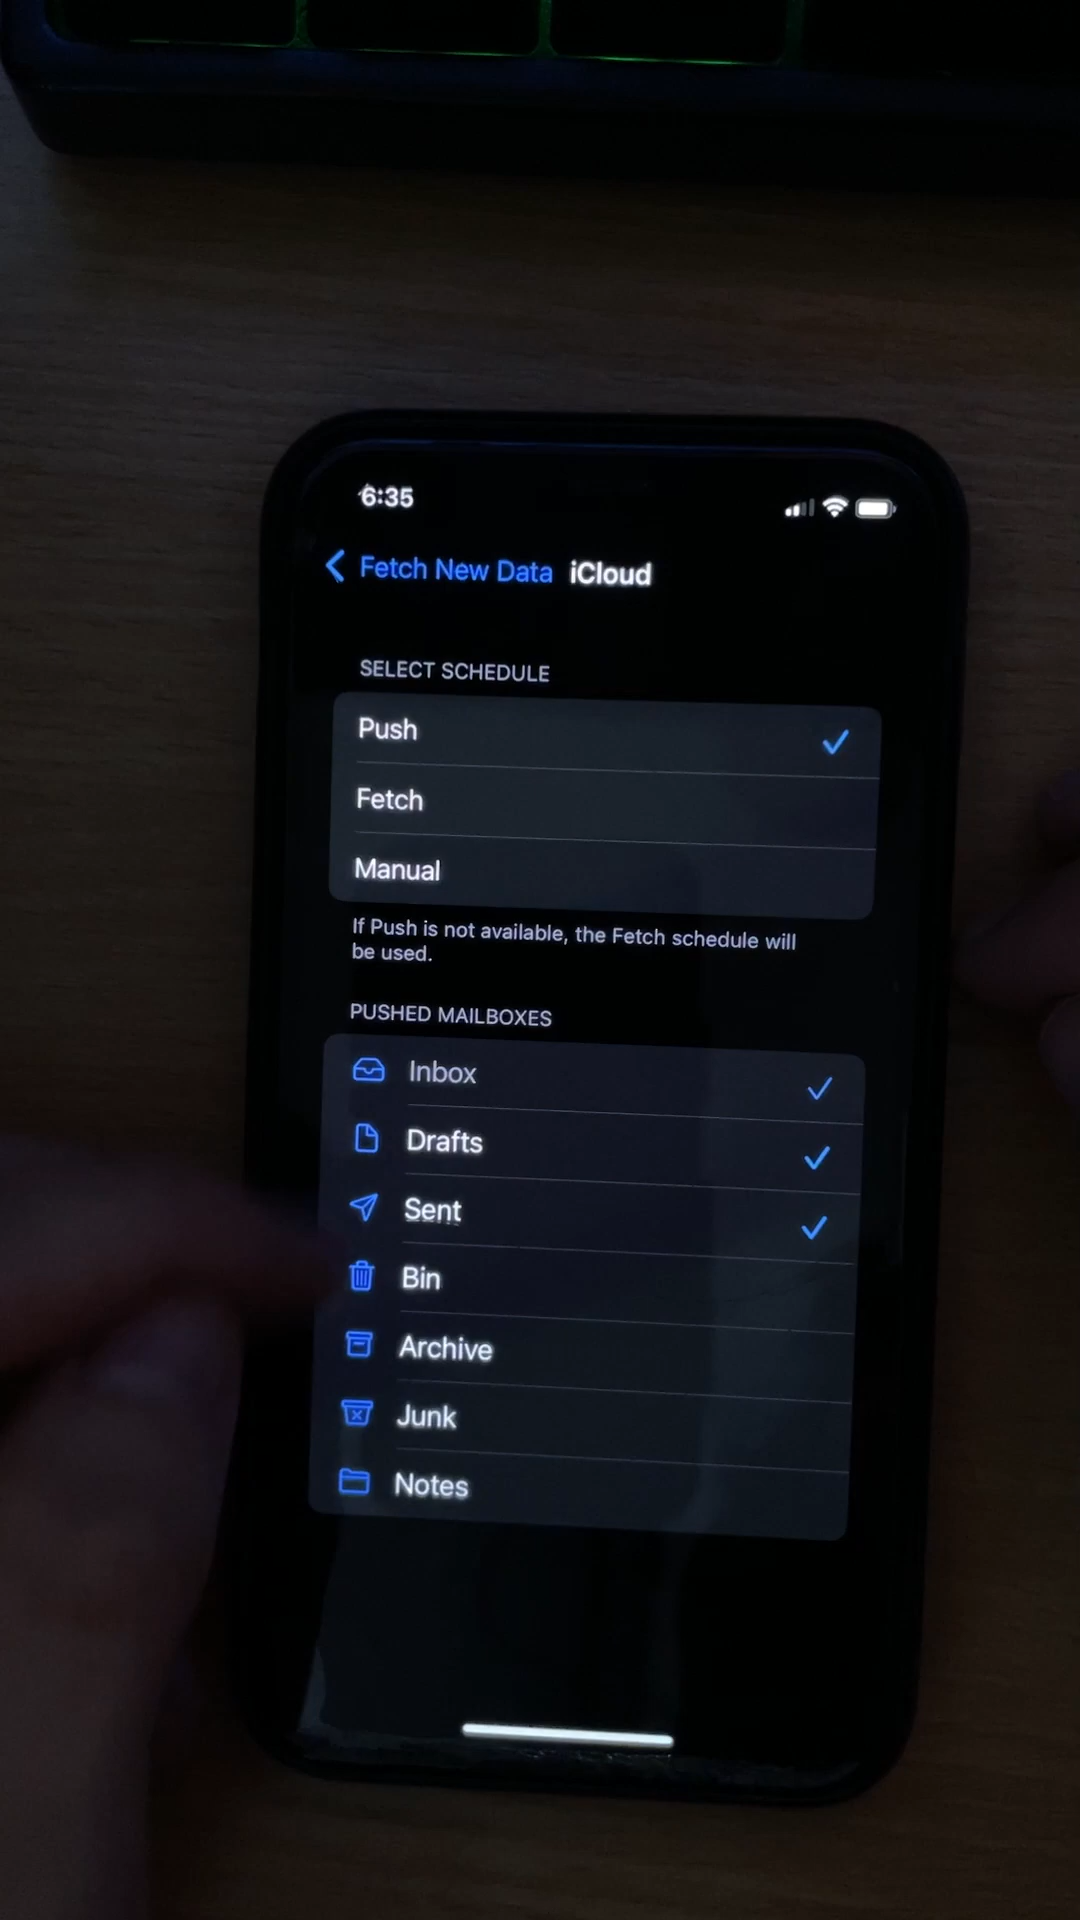 6:35
Fetch New Data iCloud
SELECT SCHEDULE
Push
Fetch
Manual
If Push is not available, the Fetch schedule will
be used.
PUSHED MAILBOXES
Inbox
Drafts
Sent
Bin
Archive
Junk
Notes